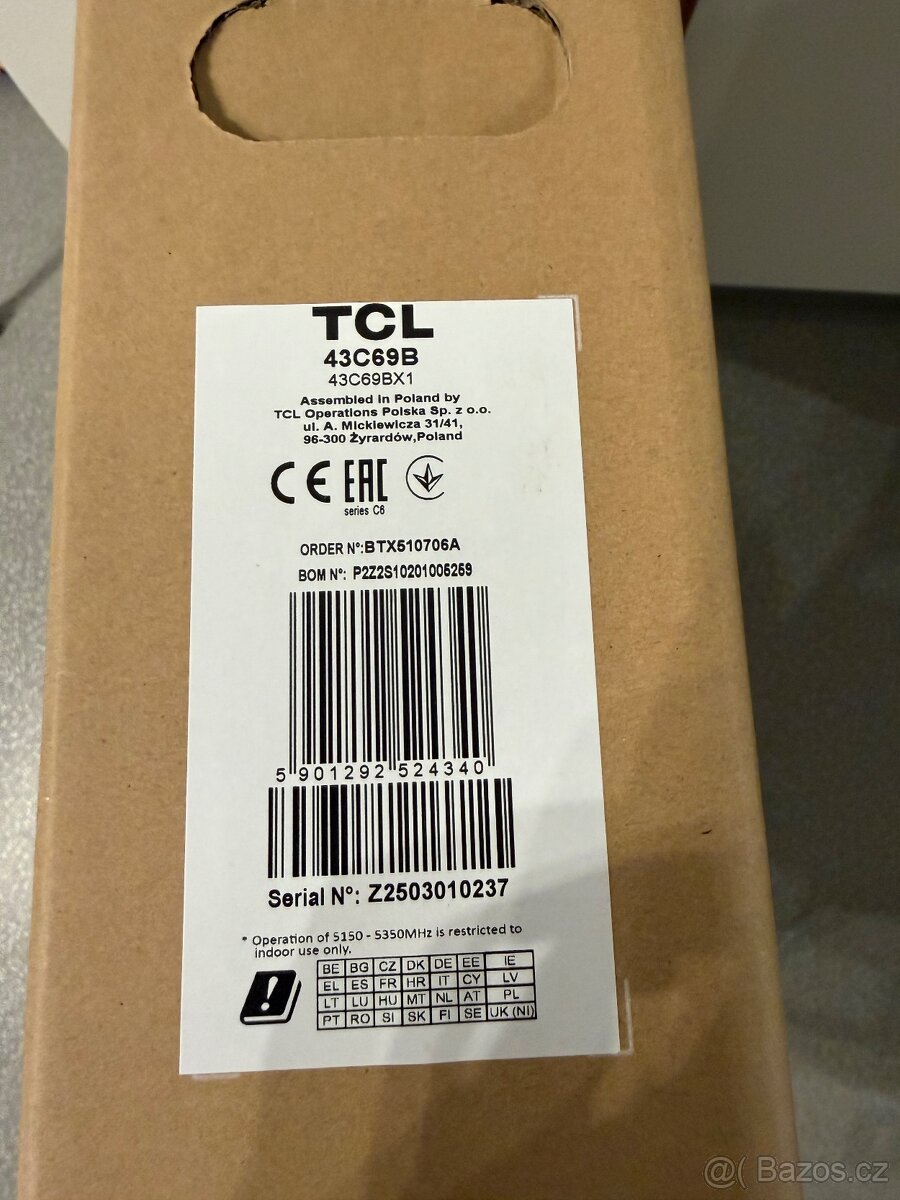 TCL
43C69B
43C69BX1
Assembled in Poland by
TCL Operations Polska Sp. z o.o.
ul. A. Mickiewicza 31/41,
96-300 Żyrardów,Poland
CE EAC
series C6
ORDER N°:BTX510706A
BOM N°: P2Z2S10201006269
5 901292 524340
Serial N°: Z2503010237
* Operation of 5150 - 5350MHz is restricted to
indoor use only.
BE BG CZ DK DE EE IE
EL ES FR HR IT CY LV
LT LU HU MT NL AT PL
PT RO SI SK FI SE UK (NI)
@( Bazos.cz